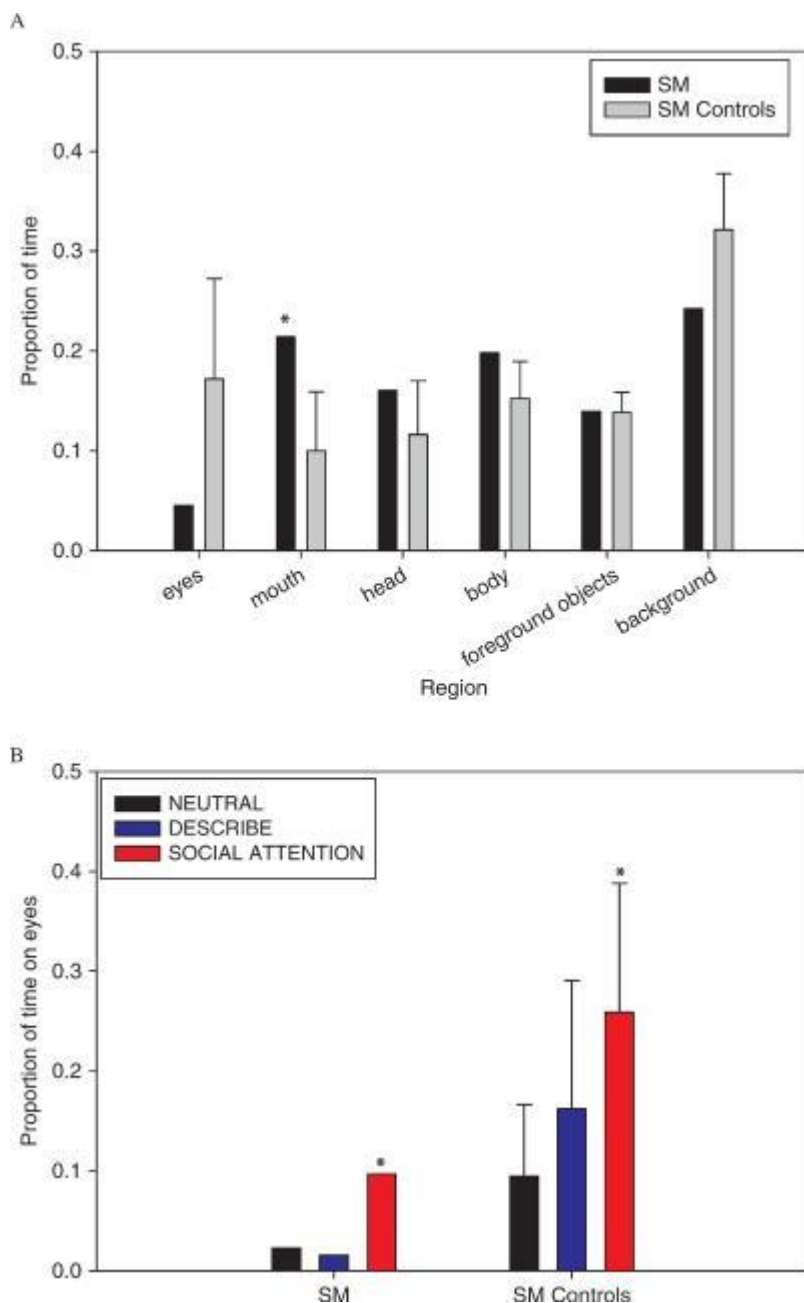 A
0.5
0.4
0.3
0.2
0.1
0.0
Proportion of time
SM
SM Controls
*
eyes
mouth
head
body
foreground objects
background
Region
B
0.5
0.4
0.3
0.2
0.1
0.0
Proportion of time on eyes
NEUTRAL
DESCRIBE
SOCIAL ATTENTION
*
*
SM
SM Controls